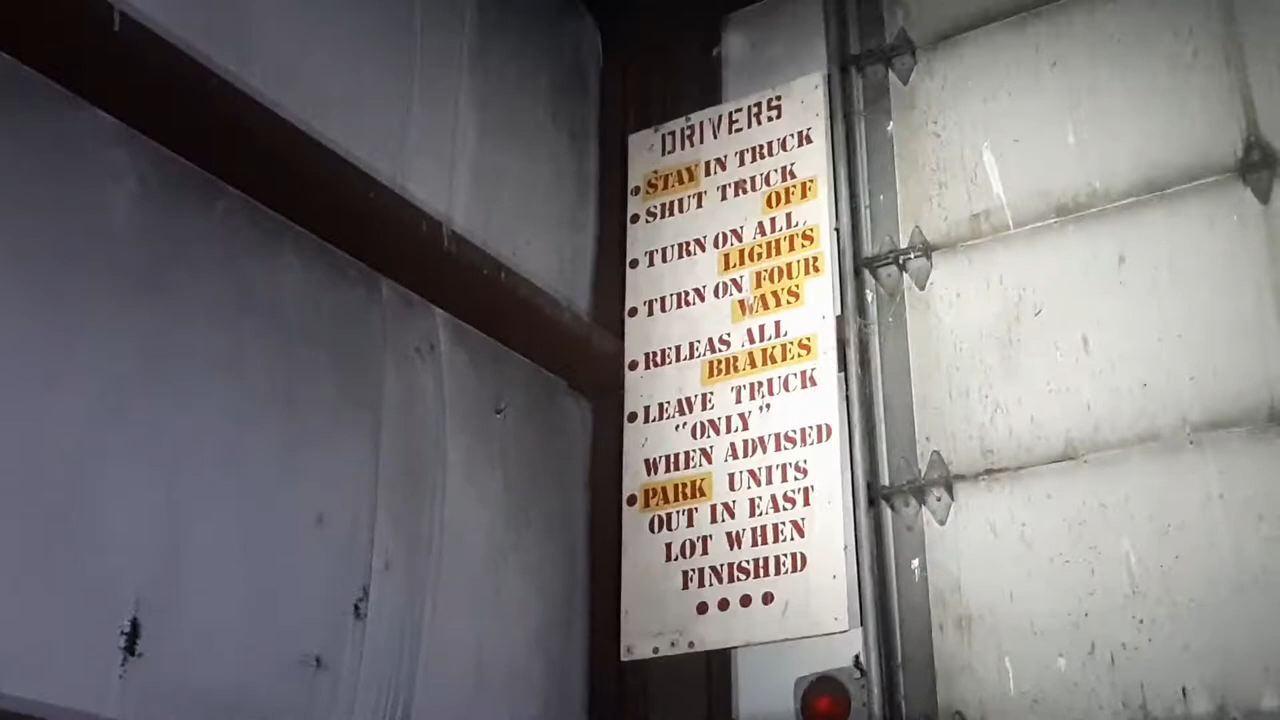 DRIVERS
• STAY IN TRUCK
• SHUT TRUCK
OFF
• TURN ON ALL
LIGHTS
• TURN ON FOUR
WAYS
• RELEAS ALL
BRAKES
• LEAVE TRUCK
“ONLY”
WHEN ADVISED
• PARK UNITS
OUT IN EAST
LOT WHEN
FINISHED
• • • •